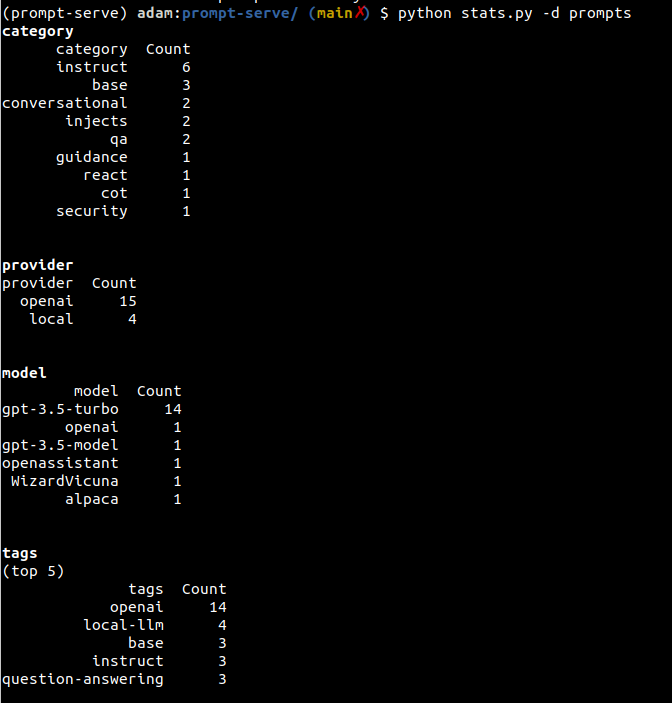 (prompt-serve) adam:prompt-serve/ (main✗) $ python stats.py -d prompts
category
category Count
instruct 6
base 3
conversational 2
injects 2
qa 2
guidance 1
react 1
cot 1
security 1
provider
provider Count
openai 15
local 4
model
model Count
gpt-3.5-turbo 14
openai 1
gpt-3.5-model 1
openassistant 1
WizardVicuna 1
alpaca 1
tags
(top 5)
tags Count
openai 14
local-llm 4
base 3
instruct 3
question-answering 3